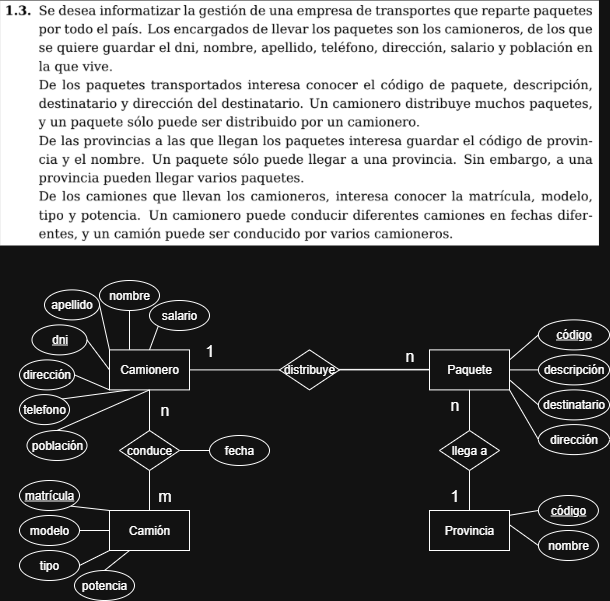 1.3. Se desea informatizar la gestión de una empresa de transportes que reparte paquetes
por todo el país. Los encargados de llevar los paquetes son los camioneros, de los que
se quiere guardar el dni, nombre, apellido, teléfono, dirección, salario y población en
la que vive.
De los paquetes transportados interesa conocer el código de paquete, descripción,
destinatario y dirección del destinatario. Un camionero distribuye muchos paquetes,
y un paquete sólo puede ser distribuido por un camionero.
De las provincias a las que llegan los paquetes interesa guardar el código de provin-
cia y el nombre. Un paquete sólo puede llegar a una provincia. Sin embargo, a una
provincia pueden llegar varios paquetes.
De los camiones que llevan los camioneros, interesa conocer la matrícula, modelo,
tipo y potencia. Un camionero puede conducir diferentes camiones en fechas difer-
entes, y un camión puede ser conducido por varios camioneros.
nombre
apellido
salario
dni
código
1
n
dirección
Camionero
distribuye
Paquete
descripción
telefono
n
n
destinatario
población
conduce
fecha
llega a
dirección
matrícula
m
1
código
modelo
Camión
Provincia
nombre
tipo
potencia